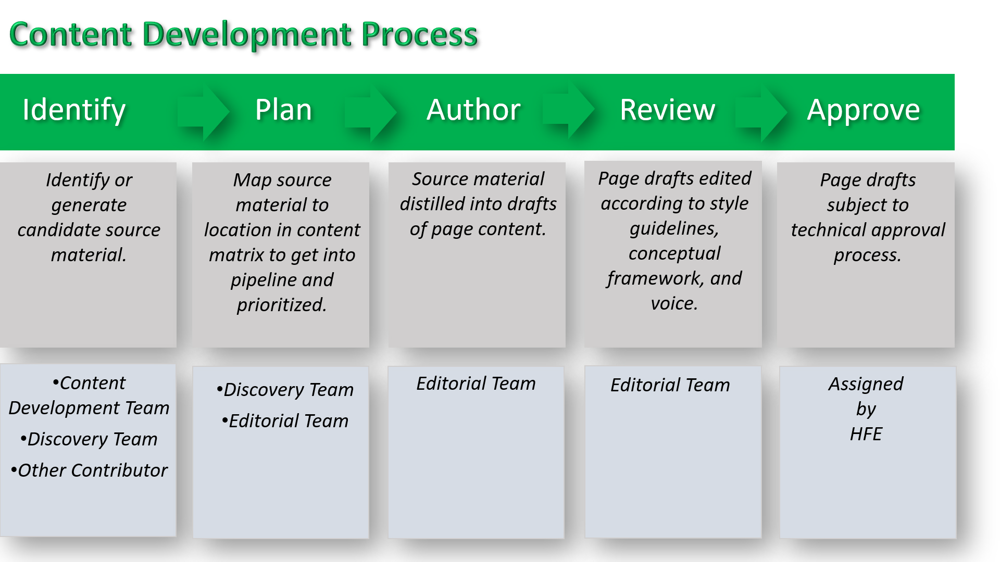 Content Development Process
Identify
Plan
Author
Review
Approve
Identify or
generate
candidate source
material.
Map source
material to
location in content
matrix to get into
pipeline and
prioritized.
Source material
distilled into drafts
of page content.
Page drafts edited
according to style
guidelines,
conceptual
framework, and
voice.
Page drafts
subject to
technical approval
process.
•Content
Development Team
•Discovery Team
•Other Contributor
•Discovery Team
•Editorial Team
Editorial Team
Editorial Team
Assigned
by
HFE